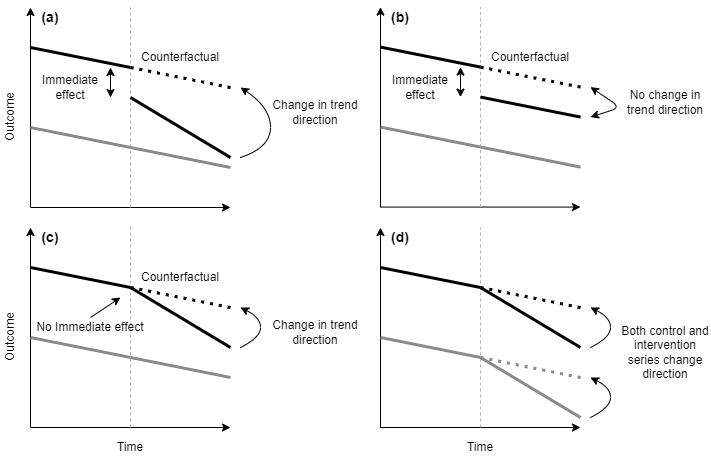 (a)
Counterfactual
Immediate
effect
Change in trend
direction
Outcome
(b)
Counterfactual
Immediate
effect
No change in
trend direction
(c)
Counterfactual
No Immediate effect
Change in trend
direction
Outcome
Time
(d)
Both control and
intervention
series change
direction
Time